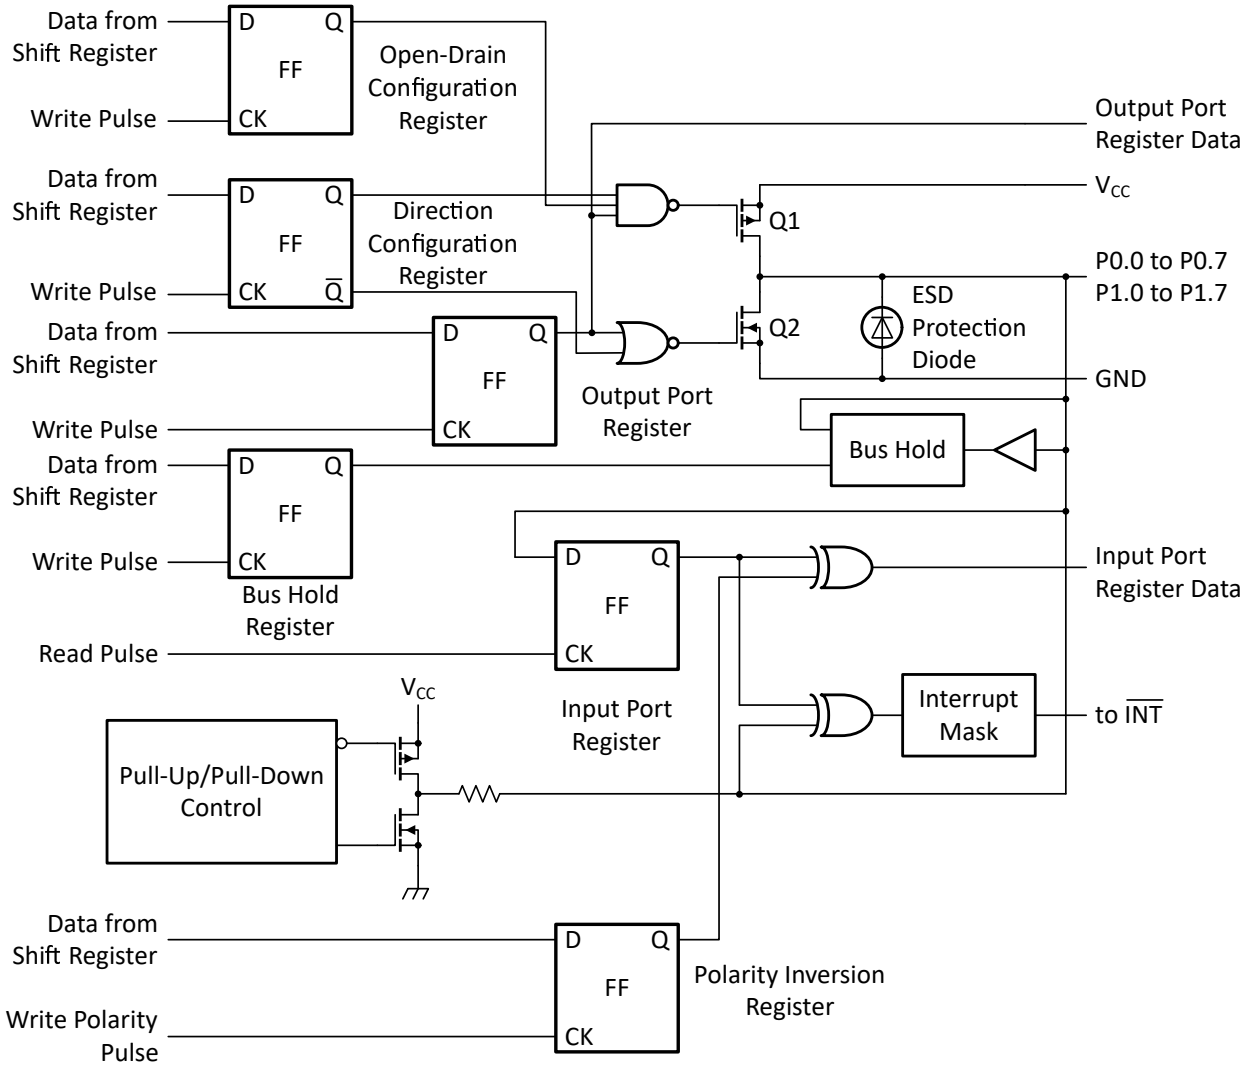 Data from
Shift Register
D
Q
FF
Write Pulse
CK
Open-Drain
Configuration
Register
Output Port
Register Data
Data from
Shift Register
D
Q
FF
Direction
Configuration
Register
Write Pulse
CK
Q̅
V_CC
Q1
P0.0 to P0.7
P1.0 to P1.7
ESD
Protection
Diode
Q2
GND
Data from
Shift Register
D
Q
FF
Write Pulse
CK
Output Port
Register
Data from
Shift Register
D
Q
FF
Write Pulse
CK
Bus Hold
Register
Bus Hold
D
Q
FF
Read Pulse
CK
Input Port
Register
Input Port
Register Data
Interrupt
Mask
to I̅N̅T̅
V_CC
Pull-Up/Pull-Down
Control
Data from
Shift Register
D
Q
FF
Write Polarity
Pulse
CK
Polarity Inversion
Register